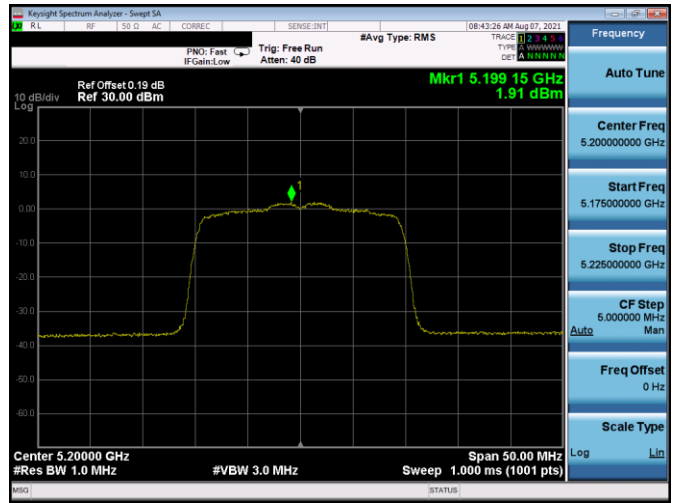 Keysight Spectrum Analyzer - Swept SA
RL RF 50 Ω AC CORREC SENSE:INT 08:43:26 AM Aug 07, 2021
#Avg Type: RMS TRACE 1 2 3 4 5 6
PNO: Fast Trig: Free Run TYPE A WWWWW
IFGain:Low Atten: 40 dB DET A N N N N N
Mkr1 5.199 15 GHz
Ref Offset 0.19 dB
10 dB/div Ref 30.00 dBm 1.91 dBm
Log
20.0
10.0
1
0.00
-10.0
-20.0
-30.0
-40.0
-50.0
-60.0
Center 5.20000 GHz Span 50.00 MHz
#Res BW 1.0 MHz #VBW 3.0 MHz Sweep 1.000 ms (1001 pts)
MSG STATUS
Frequency
Auto Tune
Center Freq
5.200000000 GHz
Start Freq
5.175000000 GHz
Stop Freq
5.225000000 GHz
CF Step
5.000000 MHz
Auto Man
Freq Offset
0 Hz
Scale Type
Log Lin